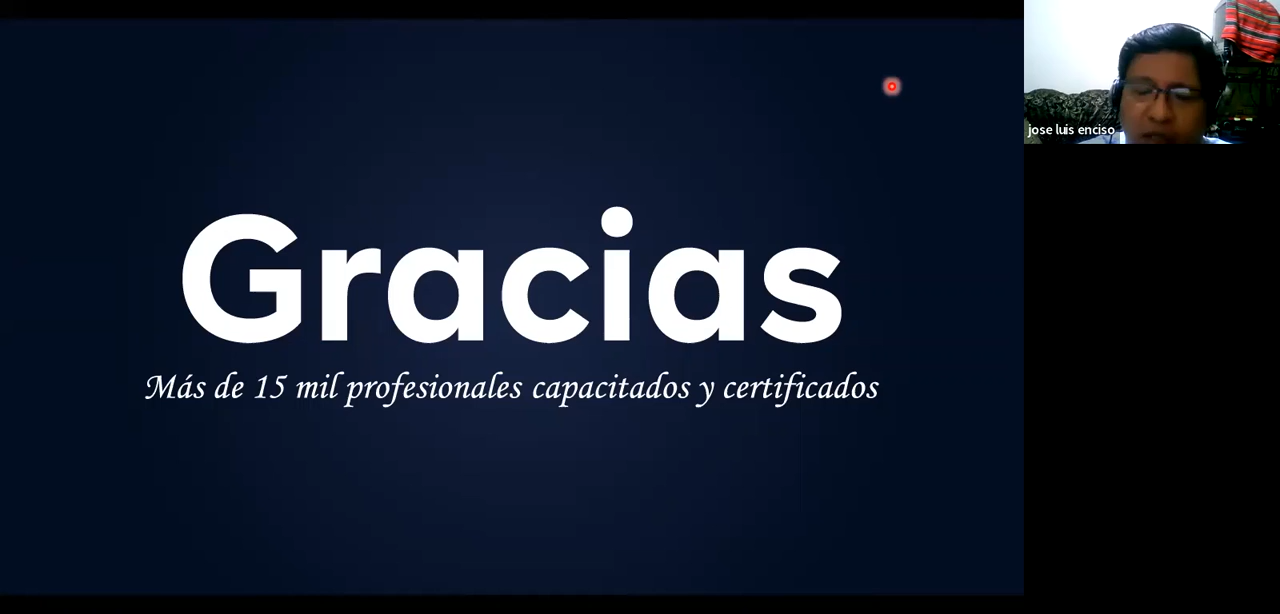 Gracias
Más de 15 mil profesionales capacitados y certificados
jose luis enciso